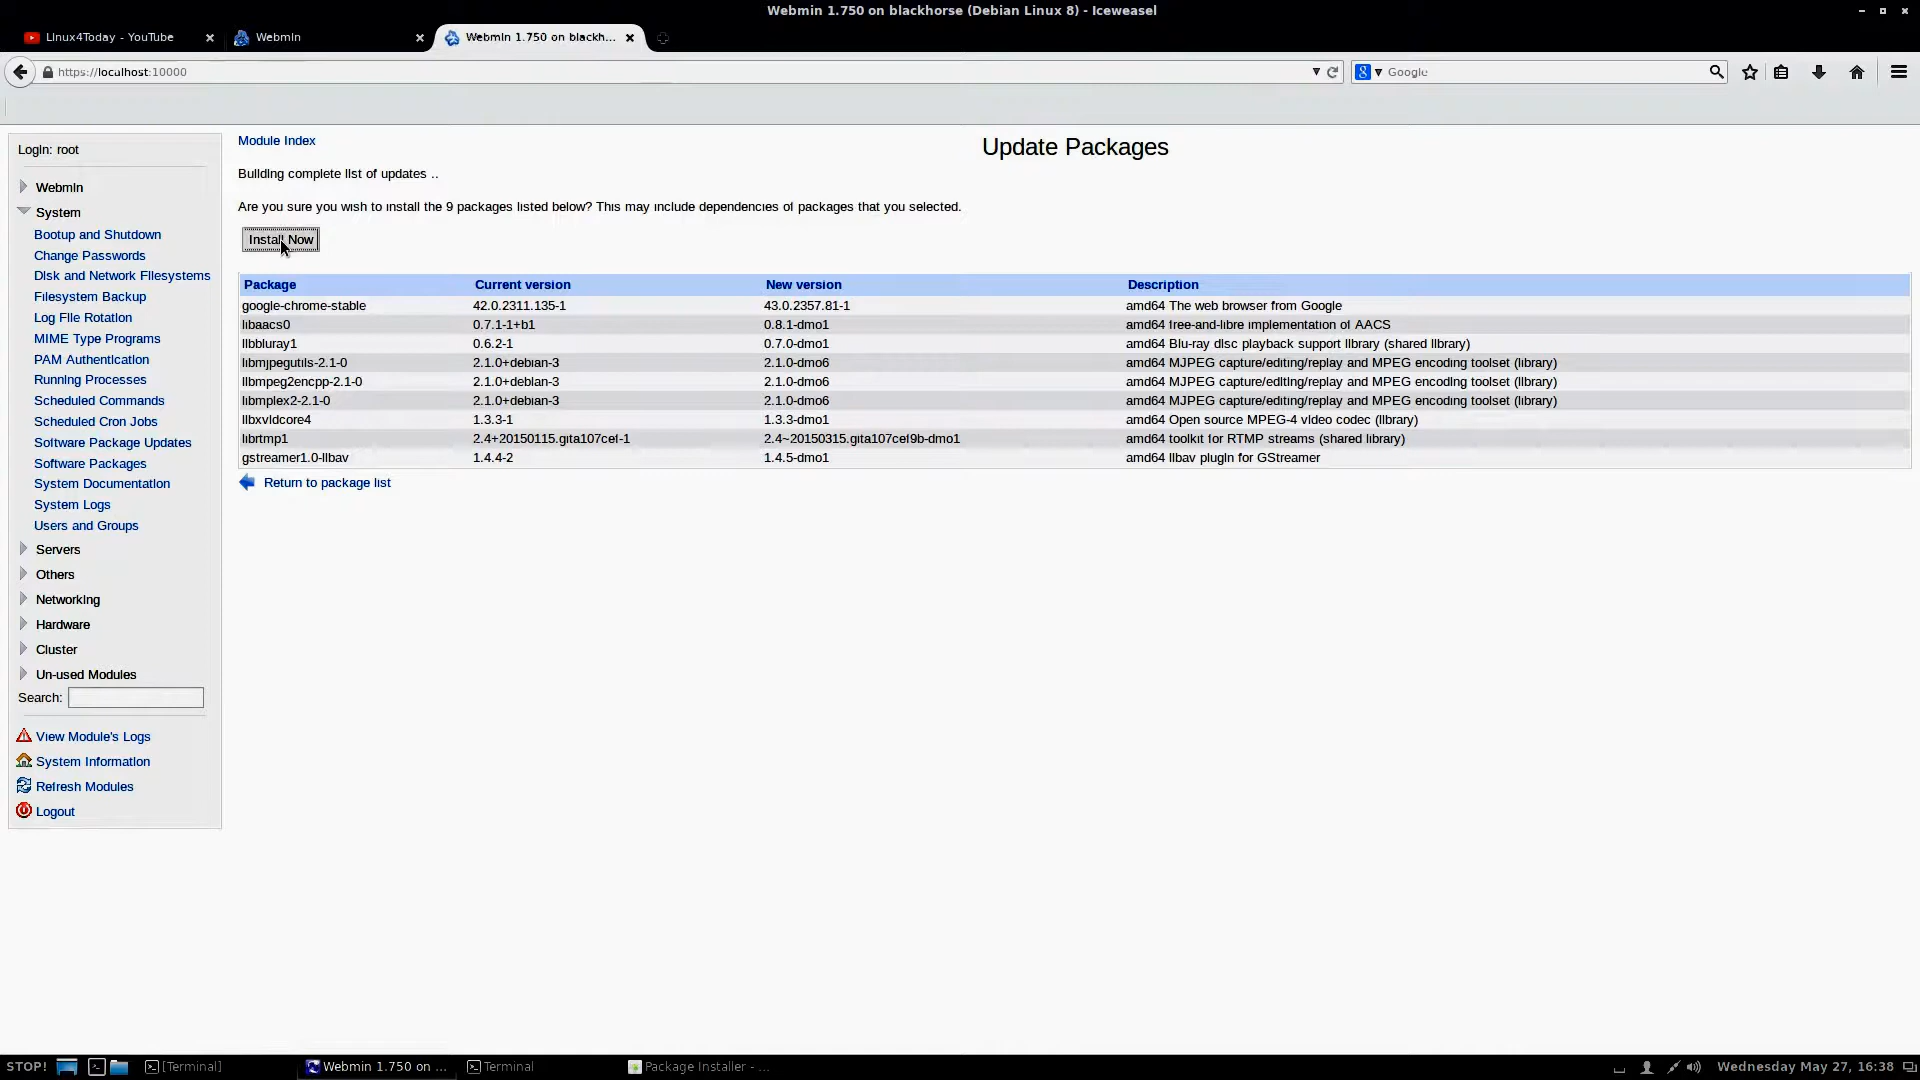 Webmin 1.750 on blackhorse (Debian Linux 8) - Iceweasel
Linux4Today - YouTube
Webmin
Webmin 1.750 on blackh...
https://localhost:10000
Google
Login: root
Webmin
System
Bootup and Shutdown
Change Passwords
Disk and Network Filesystems
Filesystem Backup
Log File Rotation
MIME Type Programs
PAM Authentication
Running Processes
Scheduled Commands
Scheduled Cron Jobs
Software Package Updates
Software Packages
System Documentation
System Logs
Users and Groups
Servers
Others
Networking
Hardware
Cluster
Un-used Modules
Search:
View Module's Logs
System Information
Refresh Modules
Logout
Module Index
Update Packages
Building complete list of updates ..
Are you sure you wish to install the 9 packages listed below? This may include dependencies of packages that you selected.
Install Now
Package Current version New version Description
google-chrome-stable 42.0.2311.135-1 43.0.2357.81-1 amd64 The web browser from Google
libaacs0 0.7.1-1+b1 0.8.1-dmo1 amd64 free-and-libre implementation of AACS
libbluray1 0.6.2-1 0.7.0-dmo1 amd64 Blu-ray disc playback support library (shared library)
libmjpegutils-2.1-0 2.1.0+debian-3 2.1.0-dmo6 amd64 MJPEG capture/editing/replay and MPEG encoding toolset (library)
libmpeg2encpp-2.1-0 2.1.0+debian-3 2.1.0-dmo6 amd64 MJPEG capture/editing/replay and MPEG encoding toolset (library)
libmplex2-2.1-0 2.1.0+debian-3 2.1.0-dmo6 amd64 MJPEG capture/editing/replay and MPEG encoding toolset (library)
libxvidcore4 1.3.3-1 1.3.3-dmo1 amd64 Open source MPEG-4 video codec (library)
librtmp1 2.4+20150115.gita107cef-1 2.4~20150315.gita107cef9b-dmo1 amd64 toolkit for RTMP streams (shared library)
gstreamer1.0-libav 1.4.4-2 1.4.5-dmo1 amd64 libav plugin for GStreamer
Return to package list
STOP!
[Terminal]
Webmin 1.750 on ...
Terminal
Package Installer - ...
Wednesday May 27, 16:38